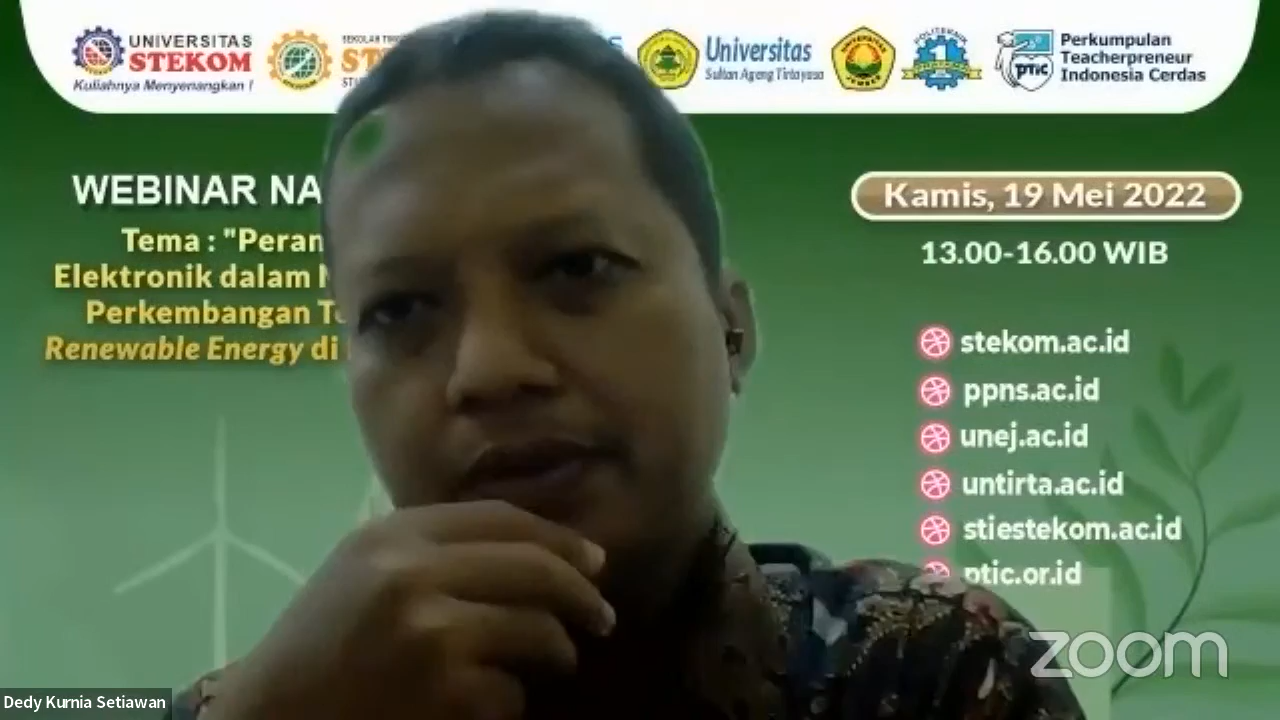 UNIVERSITAS
STEKOM
Kuliahnya Menyenangkan !
Universitas
Sultan Ageng Tirtayasa
Perkumpulan
Teacherpreneur
Indonesia Cerdas
PTIC
WEBINAR NA
Tema : "Peran
Elektronik dalam
Perkembangan
Renewable Energy di
Kamis, 19 Mei 2022
13.00-16.00 WIB
stekom.ac.id
ppns.ac.id
unej.ac.id
untirta.ac.id
stiestekom.ac.id
ptic.or.id
zoom
Dedy Kurnia Setiawan